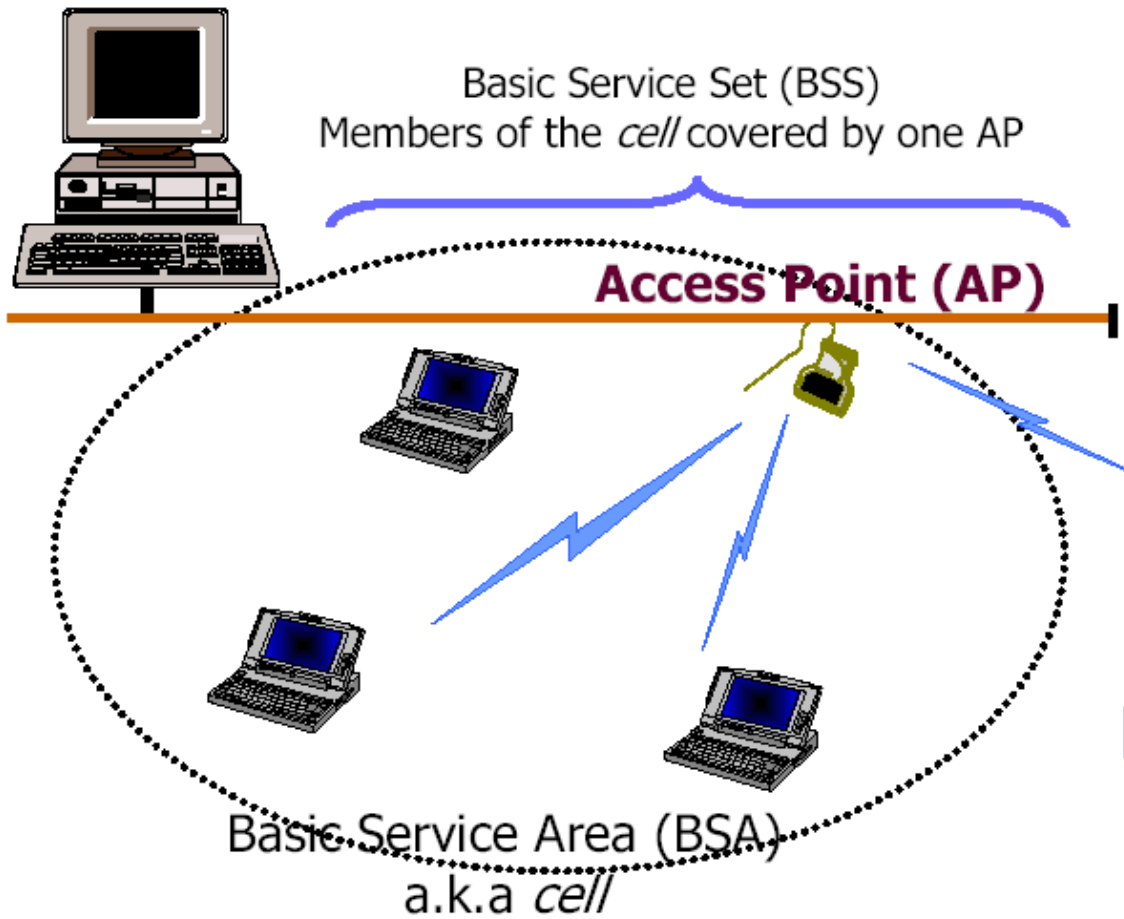 Basic Service Set (BSS)
Members of the cell covered by one AP
Access Point (AP)
Basic Service Area (BSA)
a.k.a cell